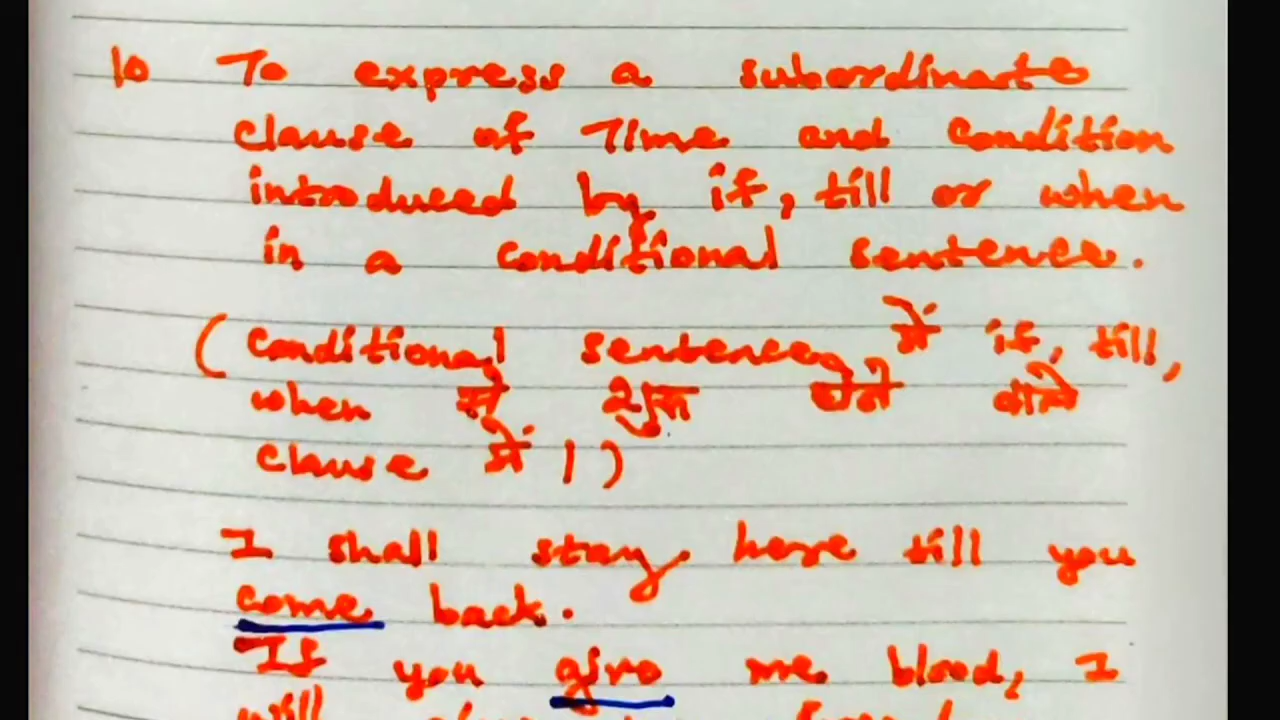 10 To express a subordinate
clause of Time and Condition
introduced by if, till or when
in a conditional sentence.
(Conditional sentence में if, till,
when से शुरू होने वाले
clause में ।)
I shall stay here till you
come back.
If you give me blood, I
will